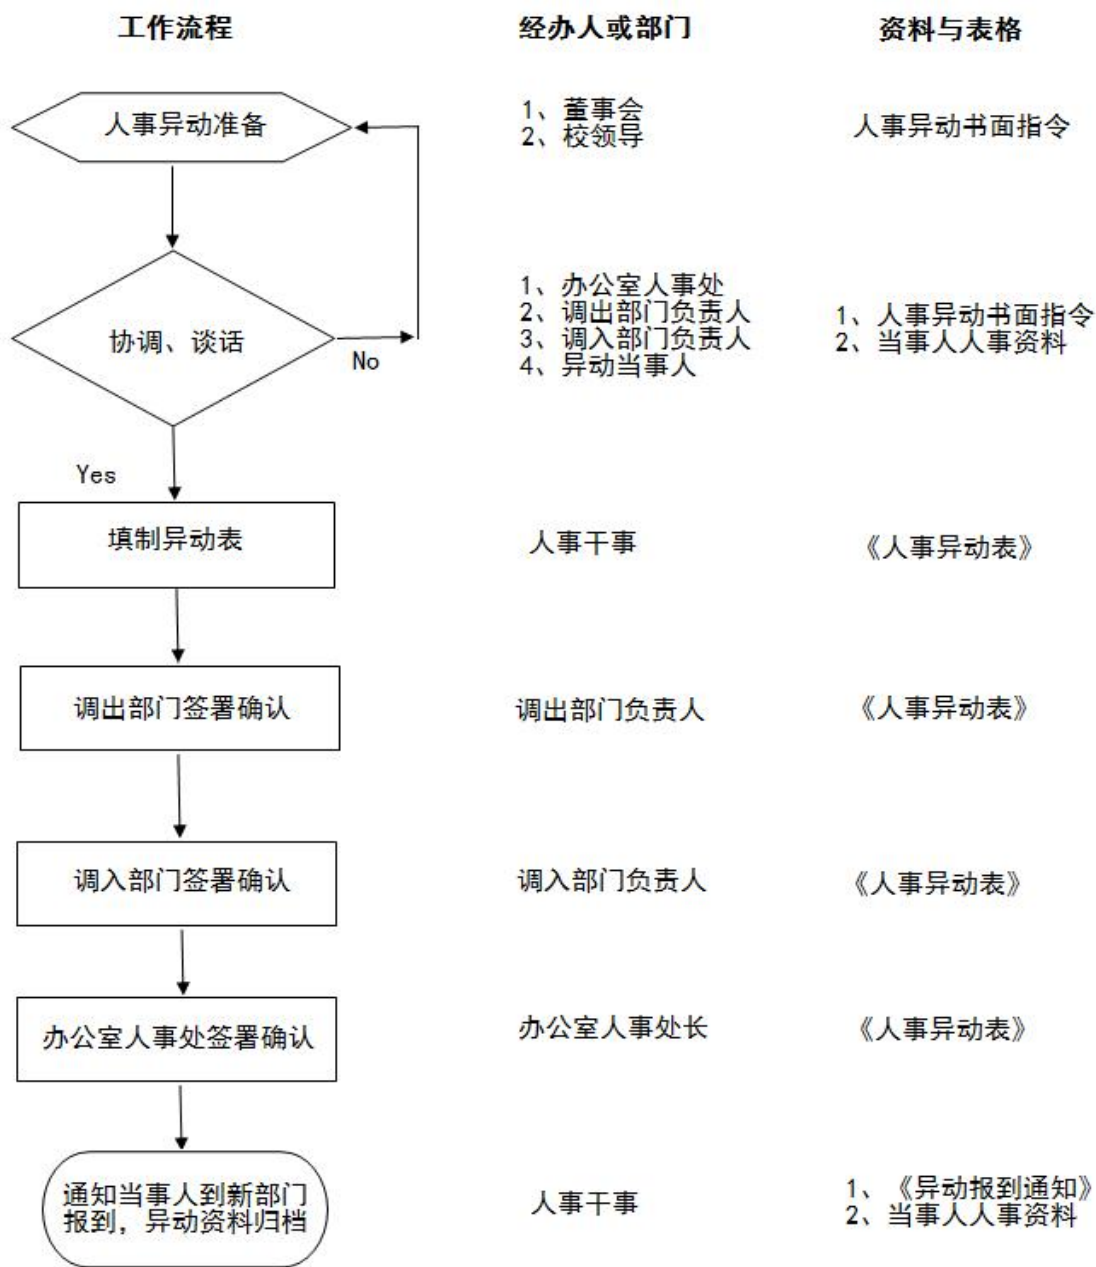 工作流程
经办人或部门
资料与表格
人事异动准备
1、董事会
2、校领导
人事异动书面指令
协调、谈话
No
1、办公室人事处
2、调出部门负责人
3、调入部门负责人
4、异动当事人
1、人事异动书面指令
2、当事人人事资料
Yes
填制异动表
人事干事
《人事异动表》
调出部门签署确认
调出部门负责人
《人事异动表》
调入部门签署确认
调入部门负责人
《人事异动表》
办公室人事处签署确认
办公室人事处长
《人事异动表》
通知当事人到新部门
报到，异动资料归档
人事干事
1、《异动报到通知》
2、当事人人事资料